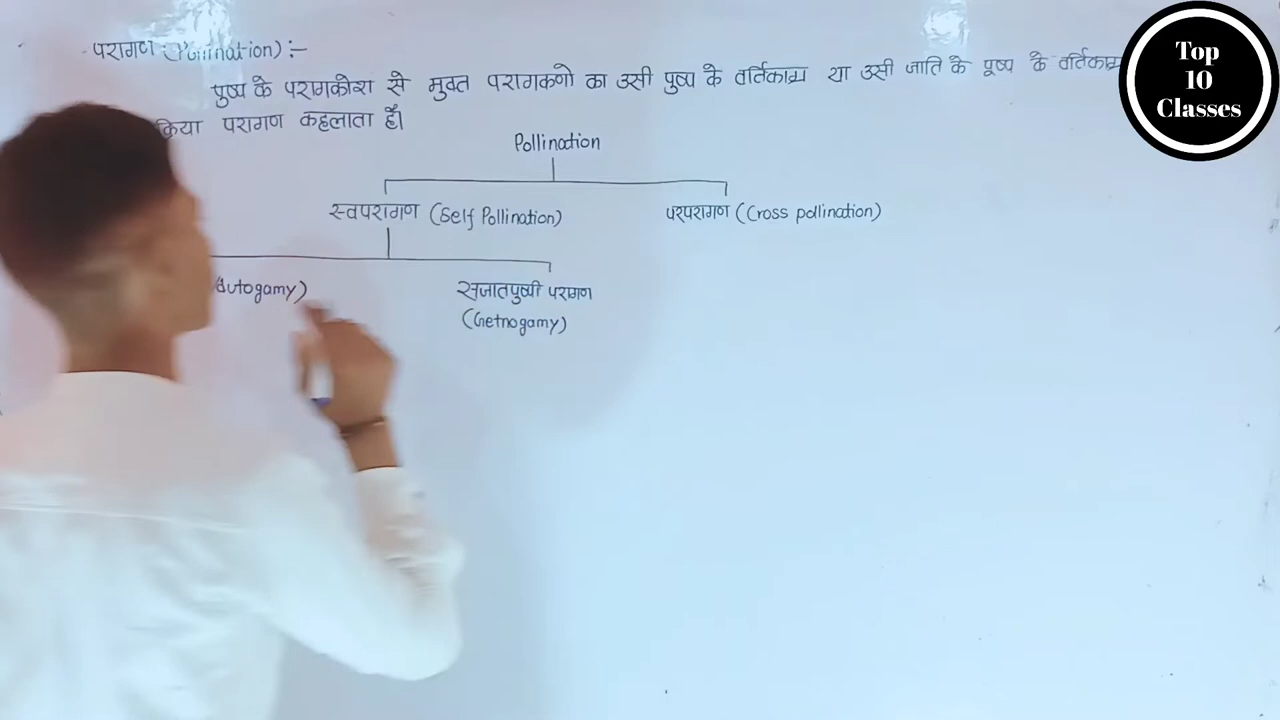 परागण (Pollination) :-
पुष्प के परागकोश से मुक्त परागकणो का उसी पुष्प के वर्तिकाग्र या उसी जाति के पुष्प के वर्तिकाग्र
क्रिया परागण कहलाता है।
Pollination
स्वपरागण (Self Pollination) परपरागण (Cross pollination)
(Autogamy) सजातपुष्पी परागण
(Geitnogamy)
Top
10
Classes